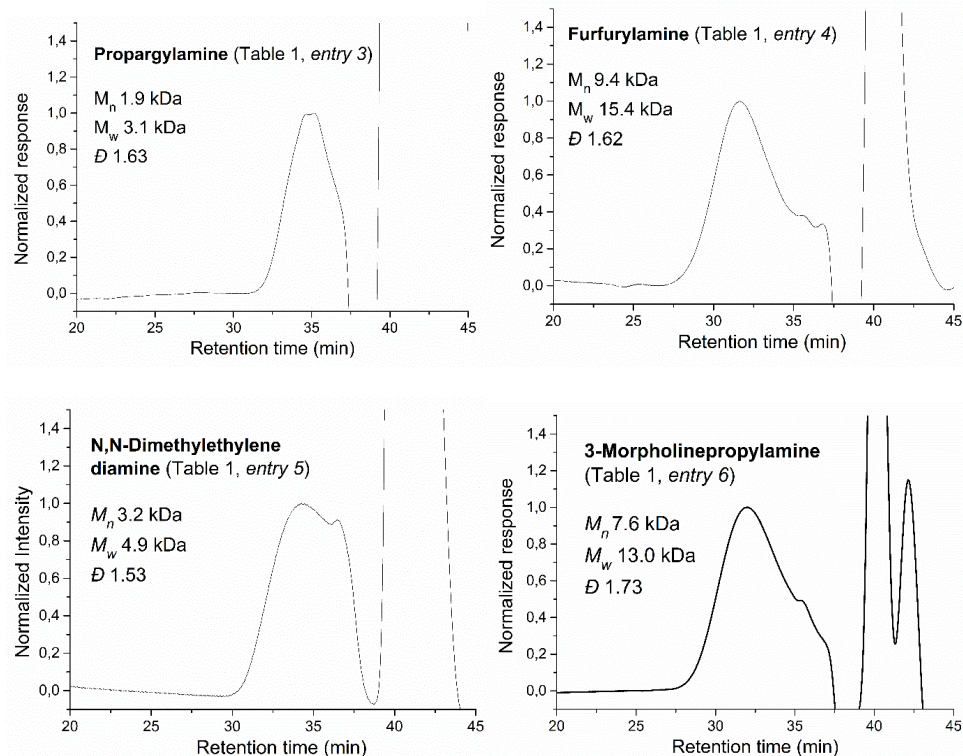 Propargylamine (Table 1, entry 3)
Mn 1.9 kDa
Mw 3.1 kDa
Đ 1.63
Normalized response
1,4
1,2
1,0
0,8
0,6
0,4
0,2
0,0
20 25 30 35 40 45
Retention time (min)
Furfurylamine (Table 1, entry 4)
Mn 9.4 kDa
Mw 15.4 kDa
Đ 1.62
Normalized response
1,4
1,2
1,0
0,8
0,6
0,4
0,2
0,0
20 25 30 35 40 45
Retention time (min)
N,N-Dimethylethylene
diamine (Table 1, entry 5)
Mn 3.2 kDa
Mw 4.9 kDa
Đ 1.53
Normalized Intensity
1,4
1,2
1,0
0,8
0,6
0,4
0,2
0,0
20 25 30 35 40 45
Retention time (min)
3-Morpholinepropylamine
(Table 1, entry 6)
Mn 7.6 kDa
Mw 13.0 kDa
Đ 1.73
Normalized response
1,4
1,2
1,0
0,8
0,6
0,4
0,2
0,0
20 25 30 35 40 45
Retention time (min)